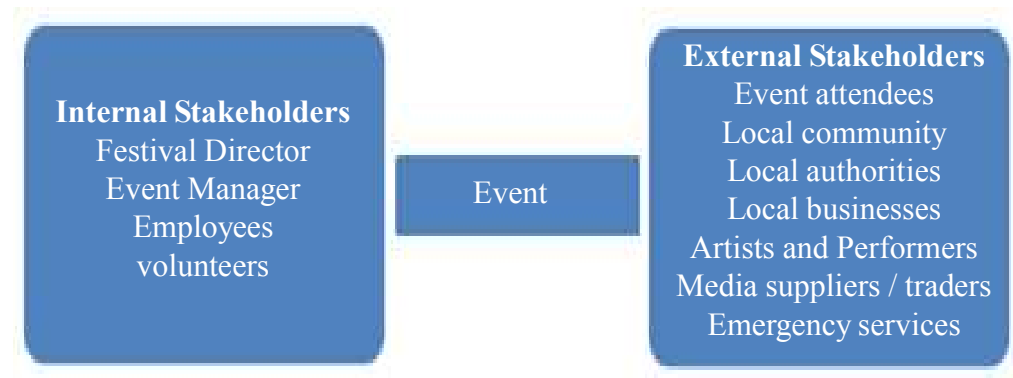 Internal Stakeholders
Festival Director
Event Manager
Employees
volunteers
Event
External Stakeholders
Event attendees
Local community
Local authorities
Local businesses
Artists and Performers
Media suppliers / traders
Emergency services